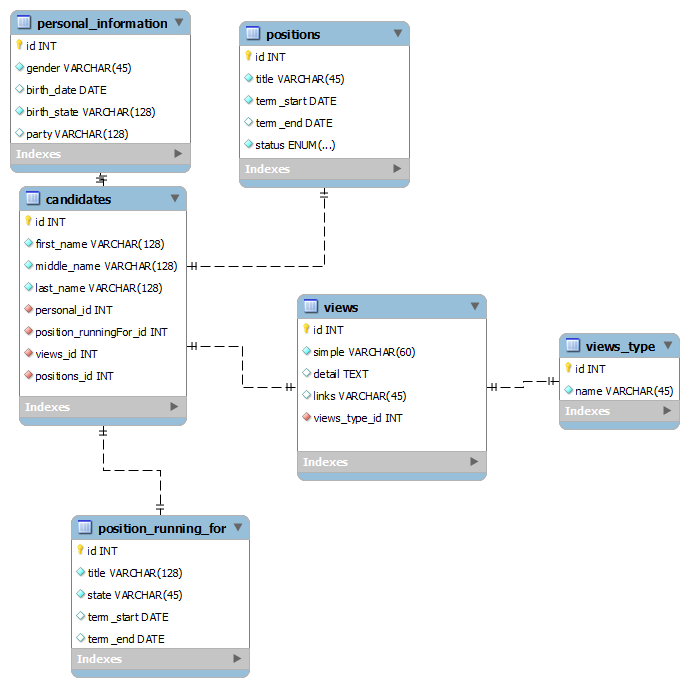 personal_information
id INT
gender VARCHAR(45)
birth_date DATE
birth_state VARCHAR(128)
party VARCHAR(128)
Indexes
positions
id INT
title VARCHAR(45)
term_start DATE
term_end DATE
status ENUM(...)
Indexes
candidates
id INT
first_name VARCHAR(128)
middle_name VARCHAR(128)
last_name VARCHAR(128)
personal_id INT
position_runningFor_id INT
views_id INT
positions_id INT
Indexes
views
id INT
simple VARCHAR(60)
detail TEXT
links VARCHAR(45)
views_type_id INT
Indexes
views_type
id INT
name VARCHAR(45)
Indexes
position_running_for
id INT
title VARCHAR(128)
state VARCHAR(45)
term_start DATE
term_end DATE
Indexes